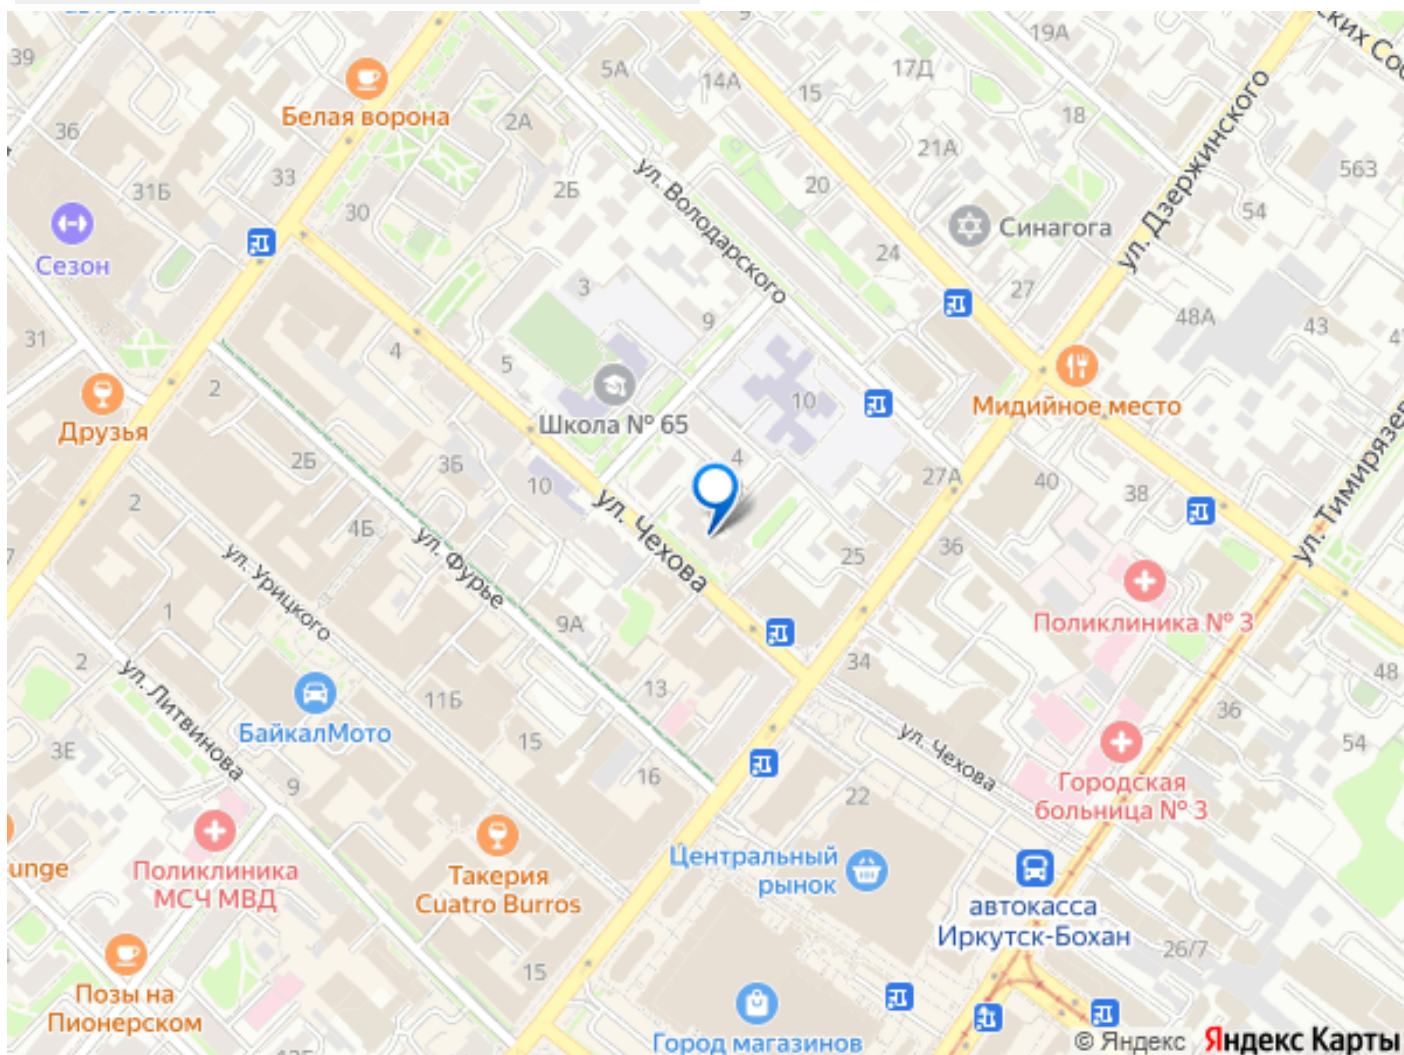 39
36
Белая ворона
5А
14А
15
17Д
19А
18
21А
2А
2Б
33
31Б
30
ул. Володарского
20
24
Синагога
ул. Дзержинского
54
563
Сезон
31
3
9
27
48А
43
4
5
Школа № 65
10
Мидийное место
Друзья
2
2Б
3Б
10
4
27А
40
38
ул. Чехова
25
36
2
4Б
ул. Фурье
ул. Урицкого
1
9А
Поликлиника № 3
34
48
2
ул. Литвинова
13
11Б
БайкалМото
15
3Е
9
16
ул. Чехова
36
54
22
Городская
больница № 3
unge
Поликлиника
МСЧ МВД
Такерия
Cuatro Burros
Центральный
рынок
автокасса
Иркутск-Бохан
26/7
15
Позы на
Пионерском
Город магазинов
© Яндекс Яндекс Карты